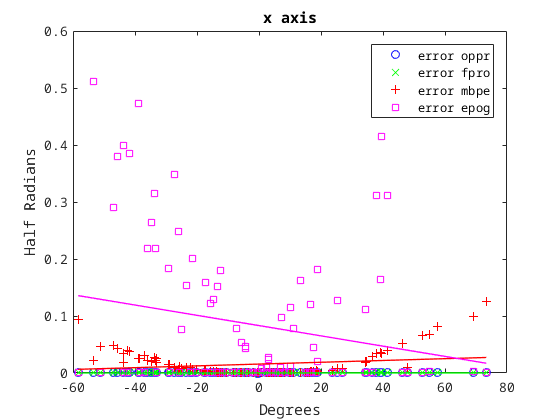 x axis
0.6
0.5
0.4
0.3
0.2
0.1
0
-60 -40 -20 0 20 40 60 80
Half Radians
Degrees
error oppr
error fpro
error mbpe
error epog